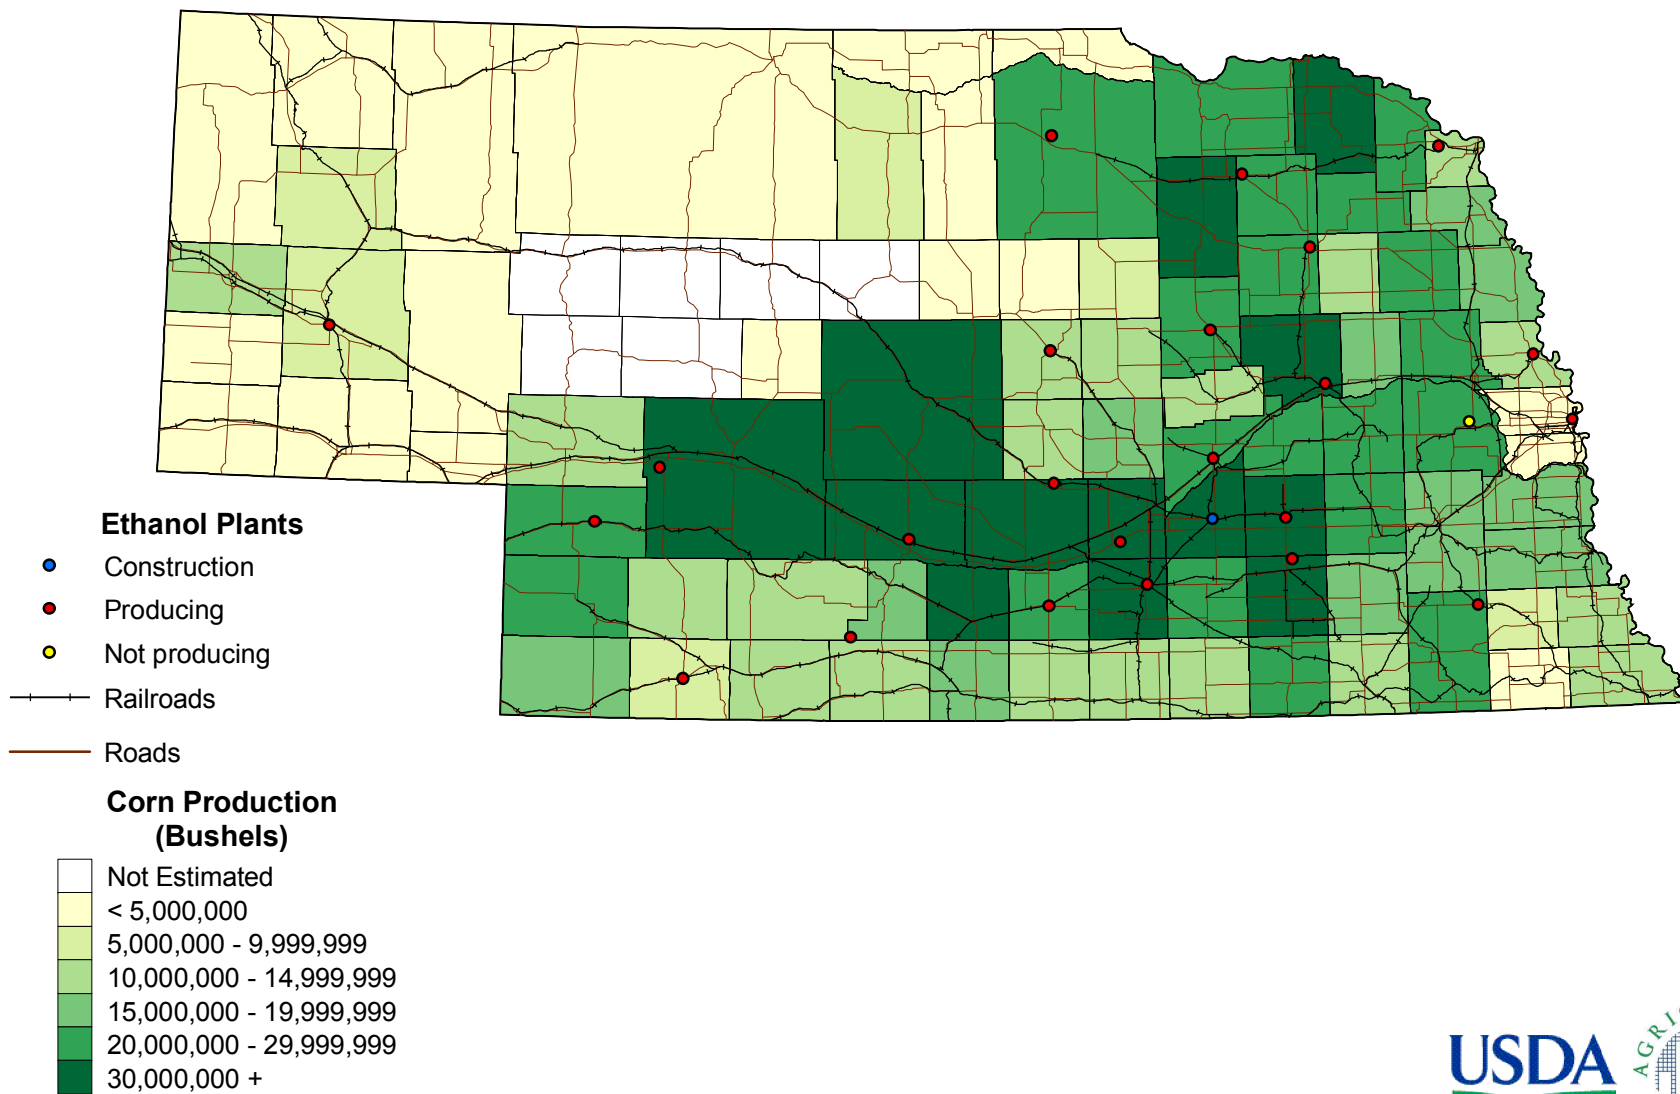 Ethanol Plants
Construction
Producing
Not producing
Railroads
Roads
Corn Production
(Bushels)
Not Estimated
< 5,000,000
5,000,000 - 9,999,999
10,000,000 - 14,999,999
15,000,000 - 19,999,999
20,000,000 - 29,999,999
30,000,000 +
USDA
AGRI